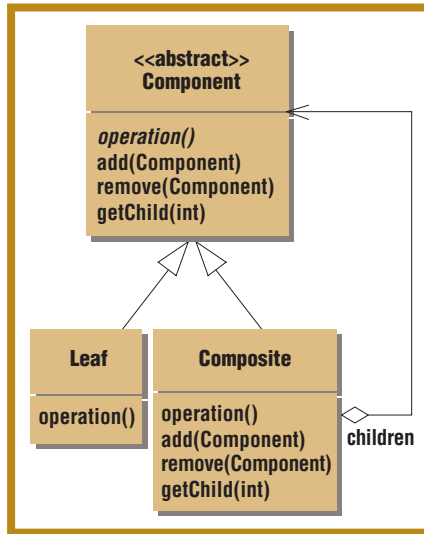 <<abstract>>
Component
operation()
add(Component)
remove(Component)
getChild(int)
Leaf
operation()
Composite
operation()
add(Component)
remove(Component)
getChild(int)
children